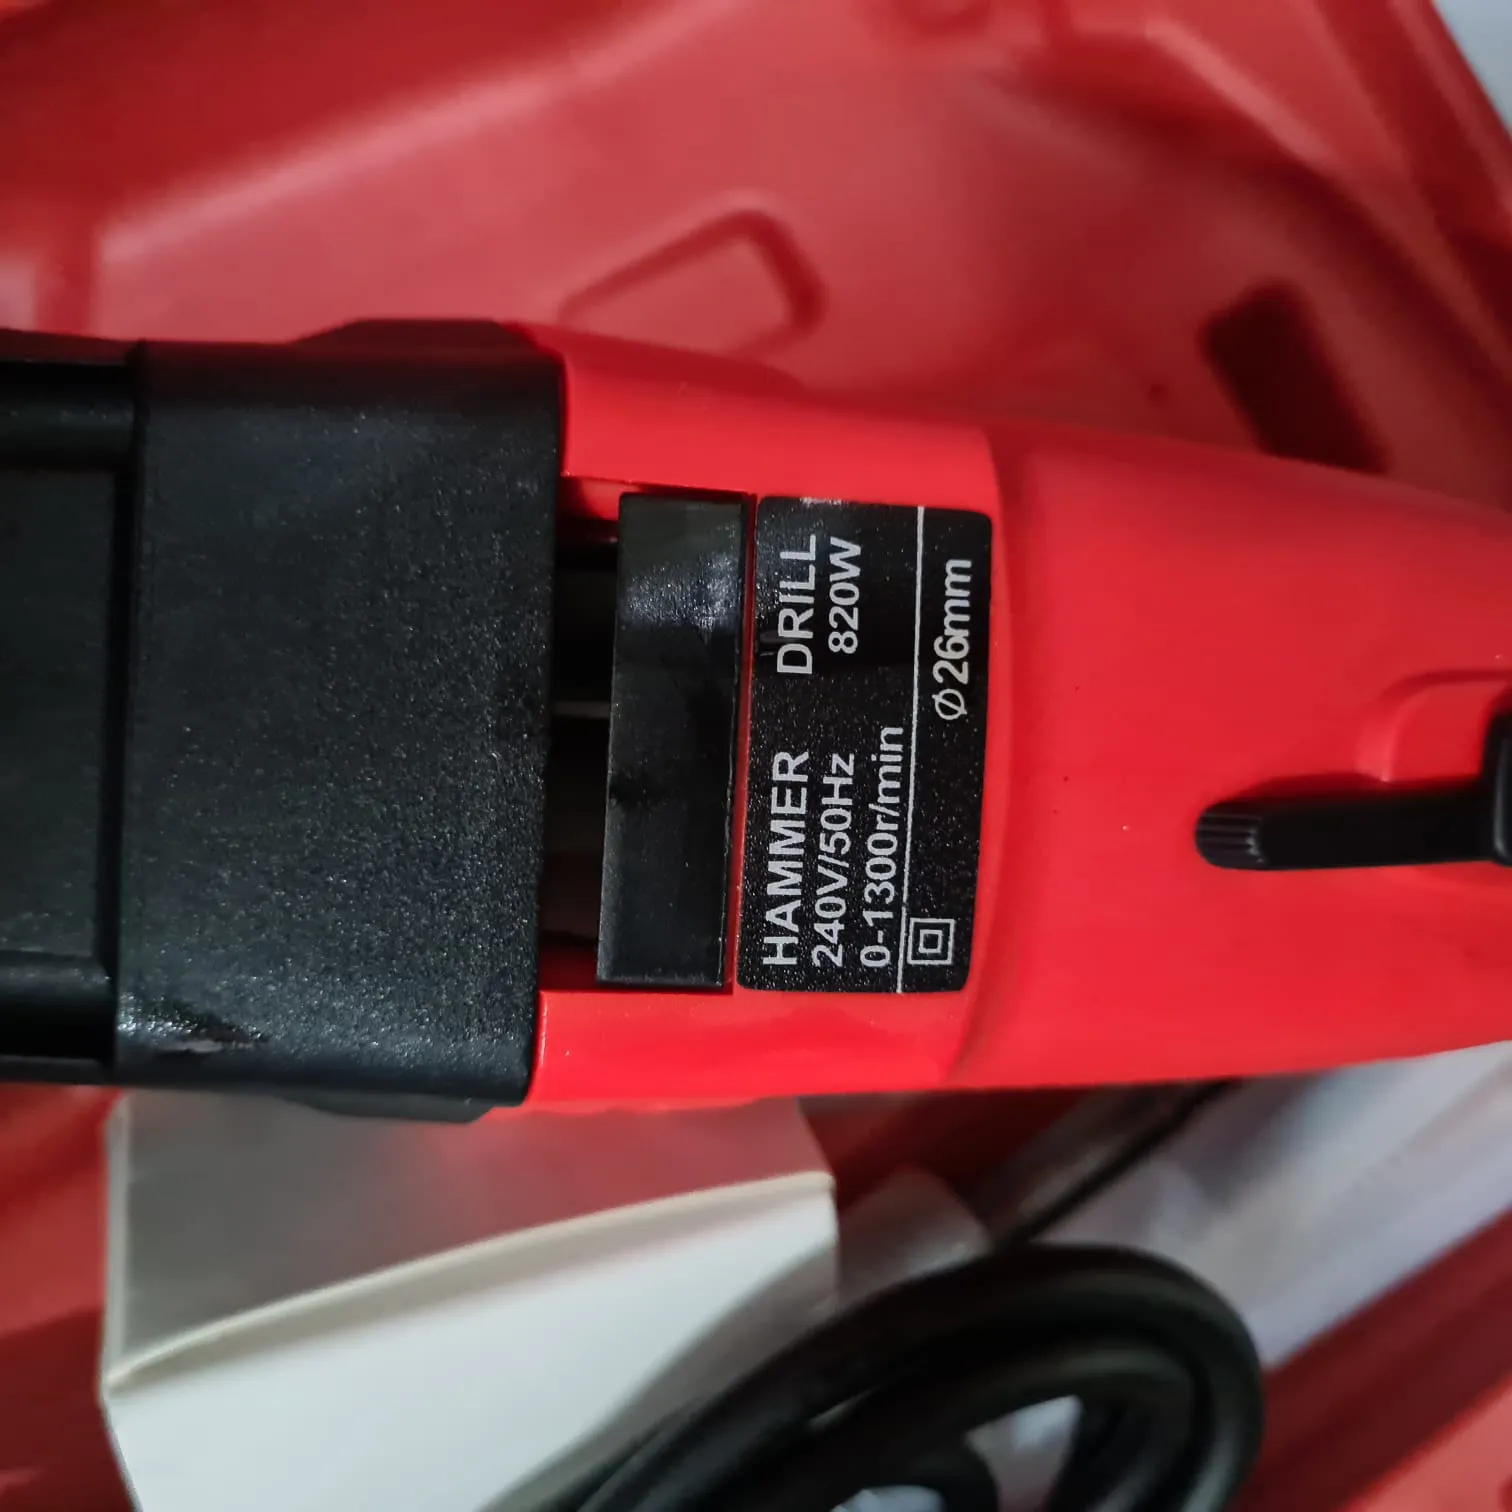 HAMMER DRILL
240V/50Hz 820W
0-1300r/min
Ø26mm